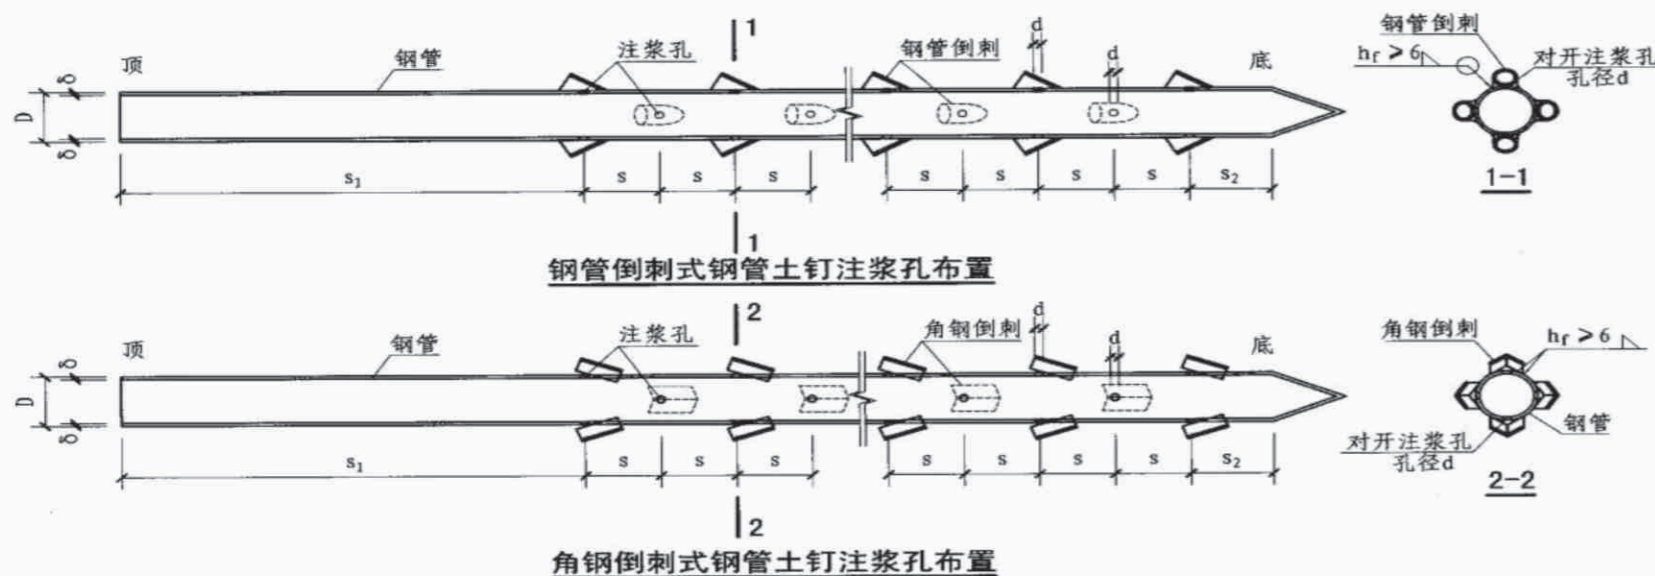 1
顶
钢管
注浆孔
钢管倒刺
d
d
底
δ
D
δ
s₁
s
s
s
s
s
s
s
s₂
1
钢管倒刺式钢管土钉注浆孔布置
钢管倒刺
hf ≥ 6
对开注浆孔
孔径d
1-1
2
顶
钢管
注浆孔
角钢倒刺
d
d
底
δ
D
δ
s₁
s
s
s
s
s
s
s
s₂
2
角钢倒刺式钢管土钉注浆孔布置
角钢倒刺
hf ≥ 6
钢管
对开注浆孔
孔径d
2-2